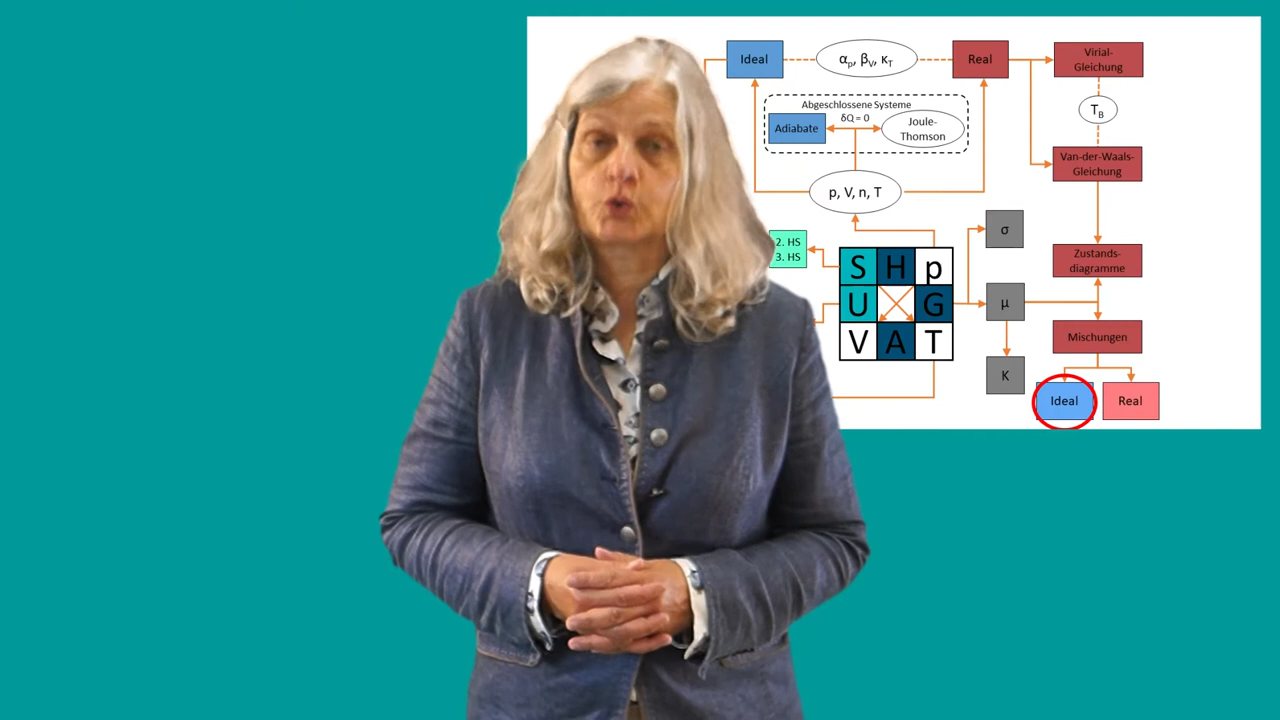 Ideal
αp, βV, κT
Real
Virial-
Gleichung
Abgeschlossene Systeme
δQ = 0
Adiabate
Joule-
Thomson
TB
Van-der-Waals-
Gleichung
p, V, n, T
2. HS
3. HS
S H p
U G
V A T
σ
μ
K
Zustands-
diagramme
Mischungen
Ideal
Real